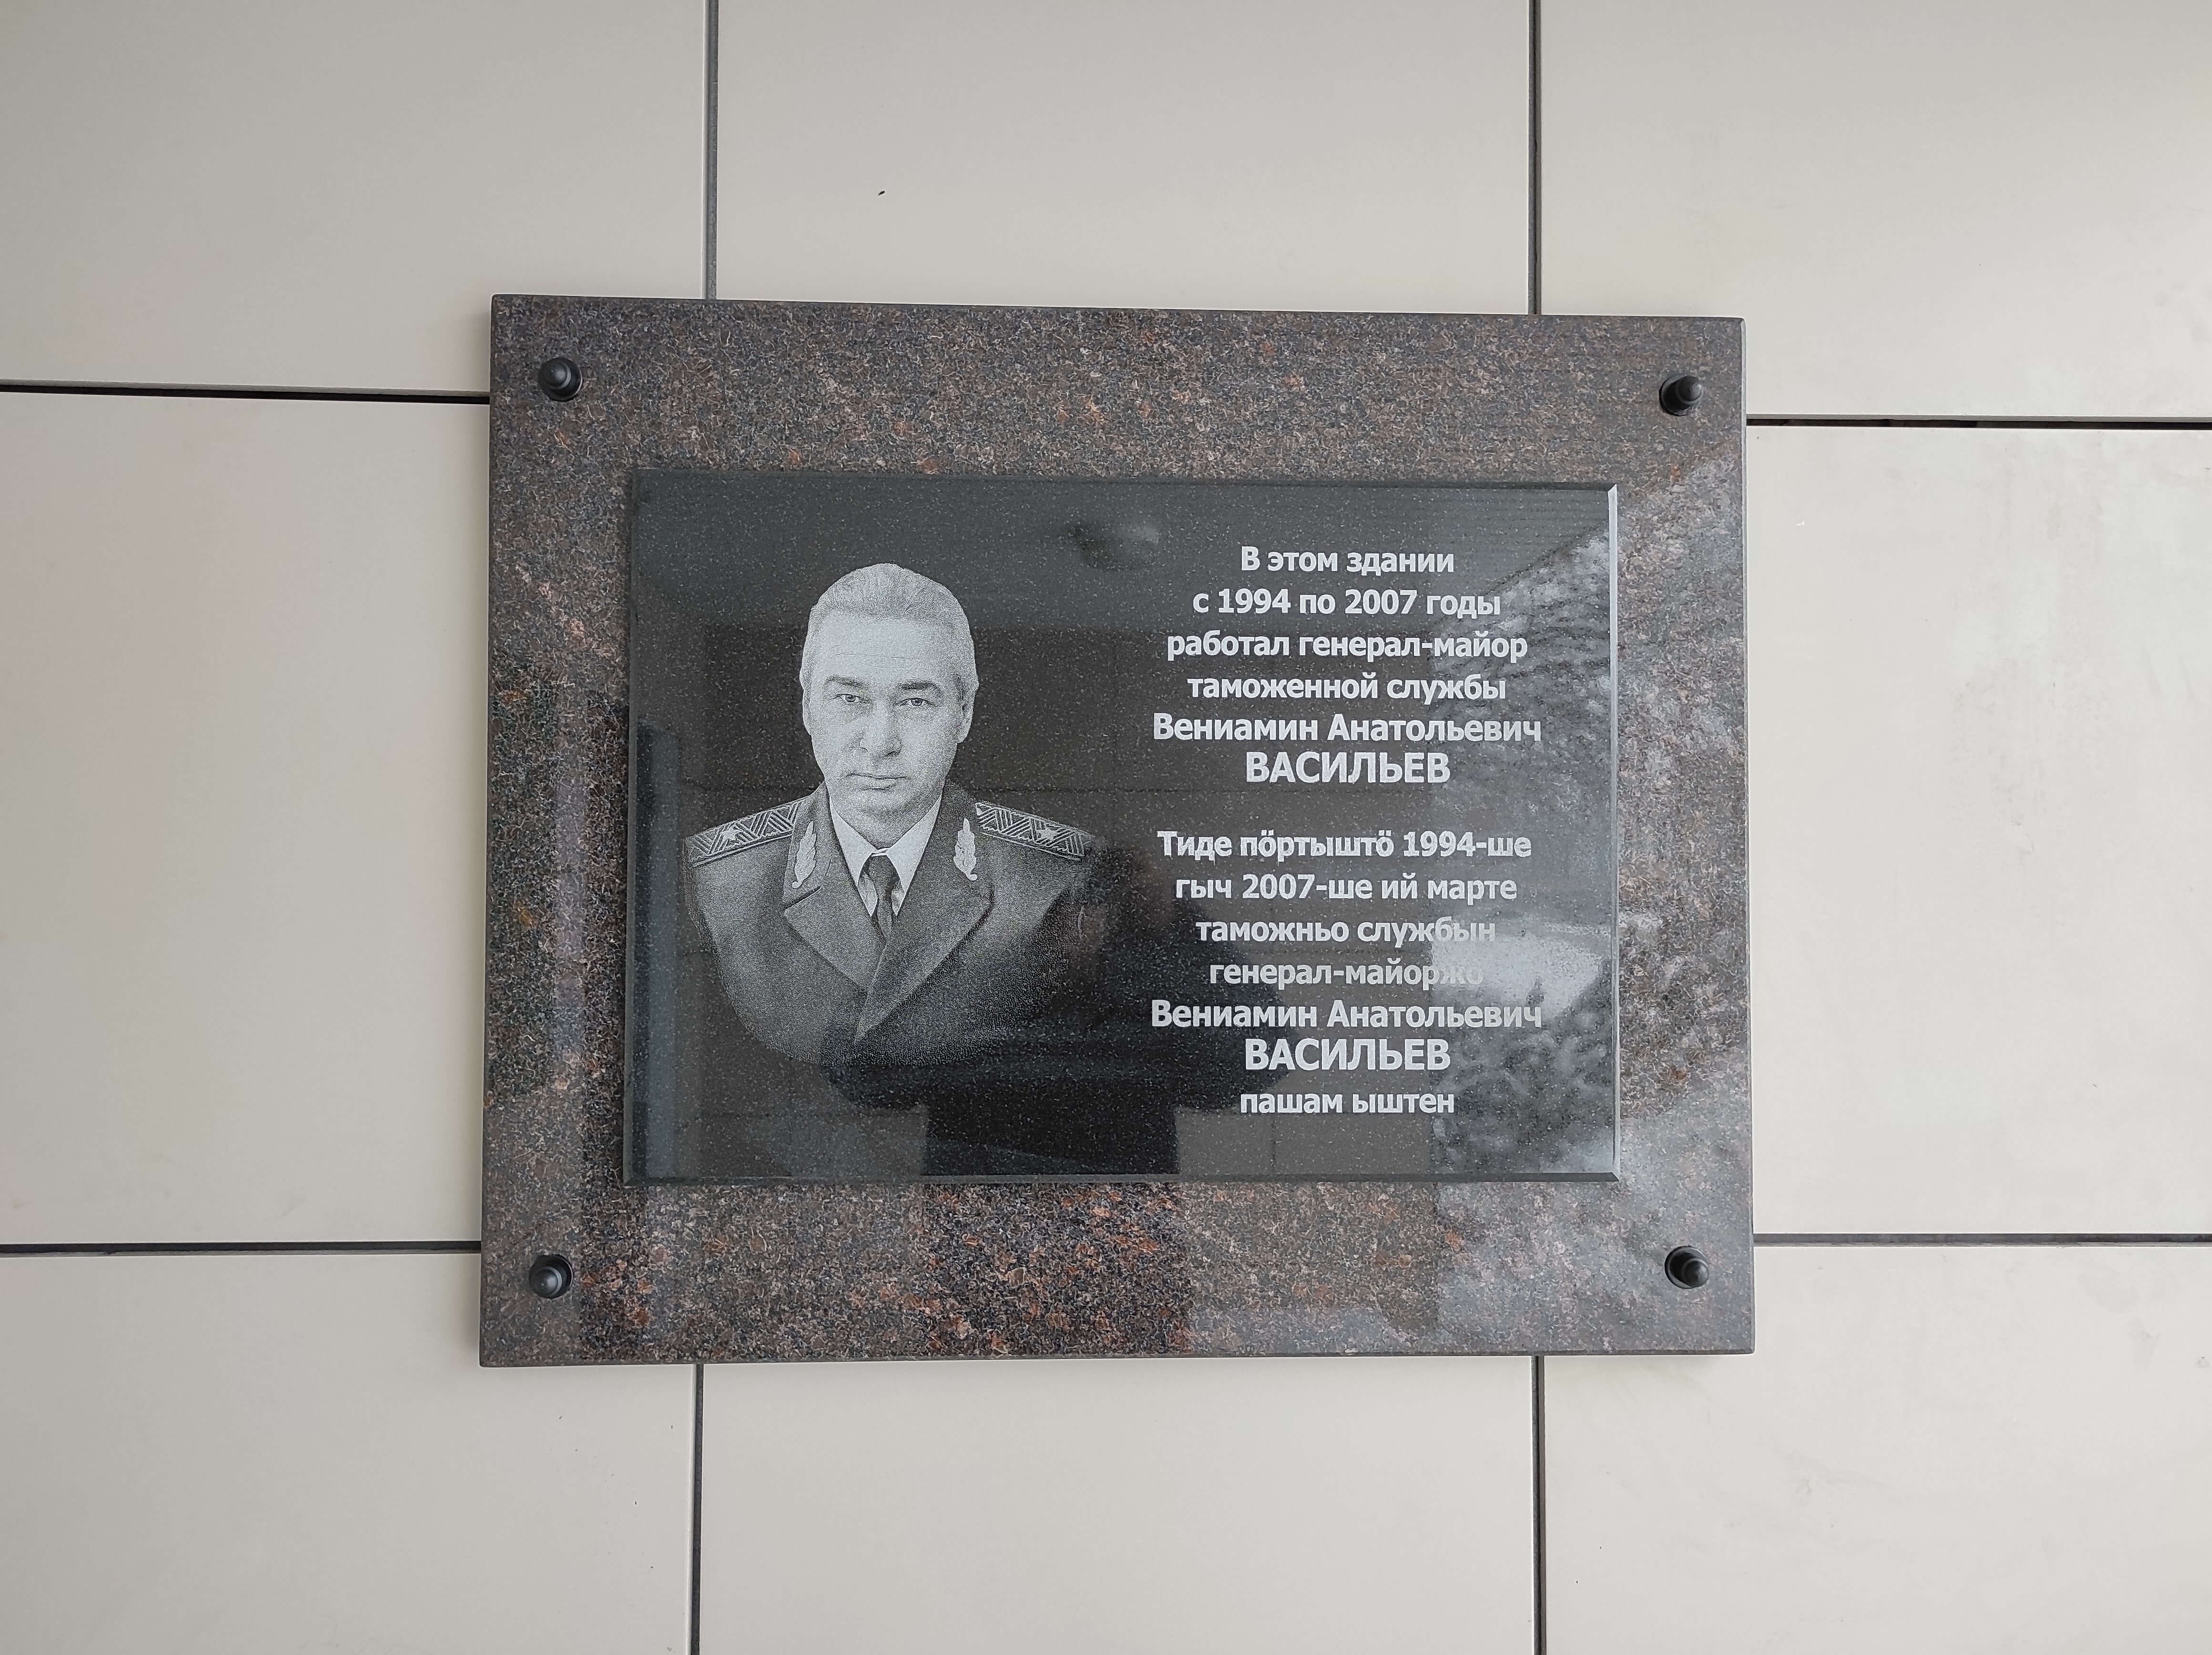 В этом здании
с 1994 по 2007 годы
работал генерал-майор
таможенной службы
Вениамин Анатольевич
ВАСИЛЬЕВ
Тиде пӧртыштӧ 1994-ше
гыч 2007-ше ий марте
таможньо службын
генерал-майоржо
Вениамин Анатольевич
ВАСИЛЬЕВ
пашам ыштен